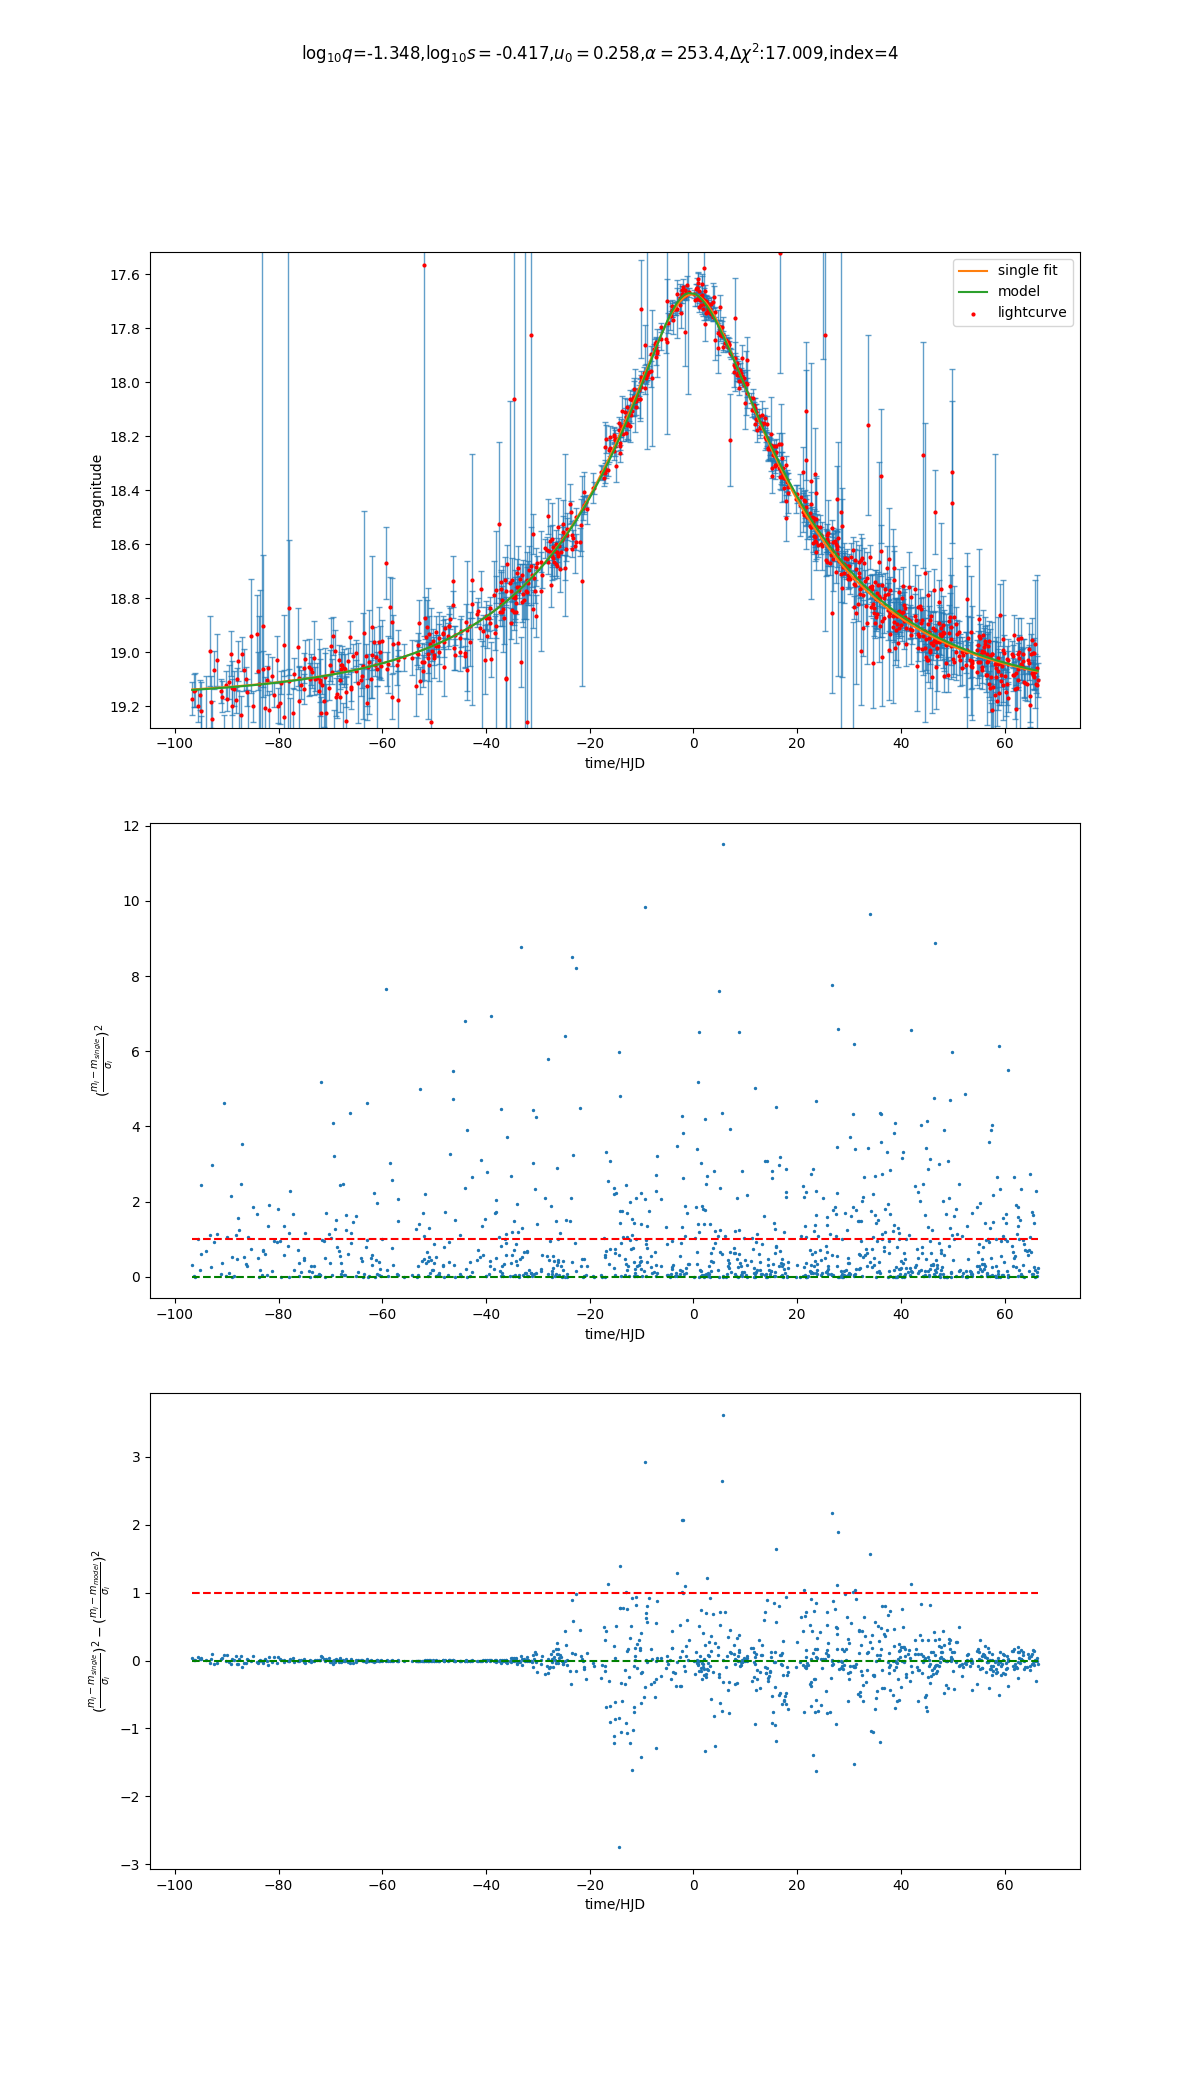 log₁₀q=-1.348,log₁₀s = -0.417,u₀ = 0.258,α = 253.4,Δχ²:17.009,index=4
17.6
17.8
18.0
18.2
18.4
18.6
18.8
19.0
19.2
magnitude
single fit
model
lightcurve
−100 −80 −60 −40 −20 0 20 40 60
time/HJD
12
10
8
6
4
2
0
(mᵢ − m_single / σᵢ)²
−100 −80 −60 −40 −20 0 20 40 60
time/HJD
3
2
1
0
−1
−2
−3
(mᵢ − m_single / σᵢ)² − (mᵢ − m_model / σᵢ)²
−100 −80 −60 −40 −20 0 20 40 60
time/HJD